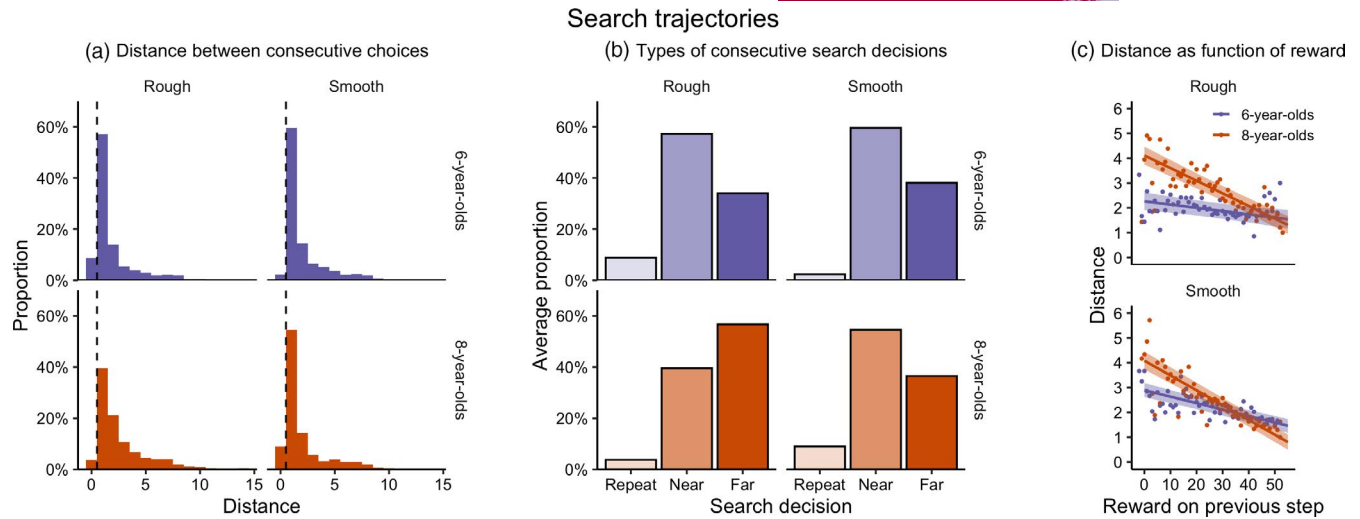 Search trajectories
(a) Distance between consecutive choices
Rough
Smooth
Proportion
60%
40%
20%
0%
6-year-olds
60%
40%
20%
0%
8-year-olds
0 5 10 15
0 5 10 15
Distance
(b) Types of consecutive search decisions
Rough
Smooth
Average proportion
60%
40%
20%
0%
6-year-olds
60%
40%
20%
0%
8-year-olds
Repeat Near Far
Repeat Near Far
Search decision
(c) Distance as function of reward
Rough
6-year-olds
8-year-olds
Distance
6
5
4
3
2
1
0
Smooth
6
5
4
3
2
1
0
0 10 20 30 40 50
Reward on previous step